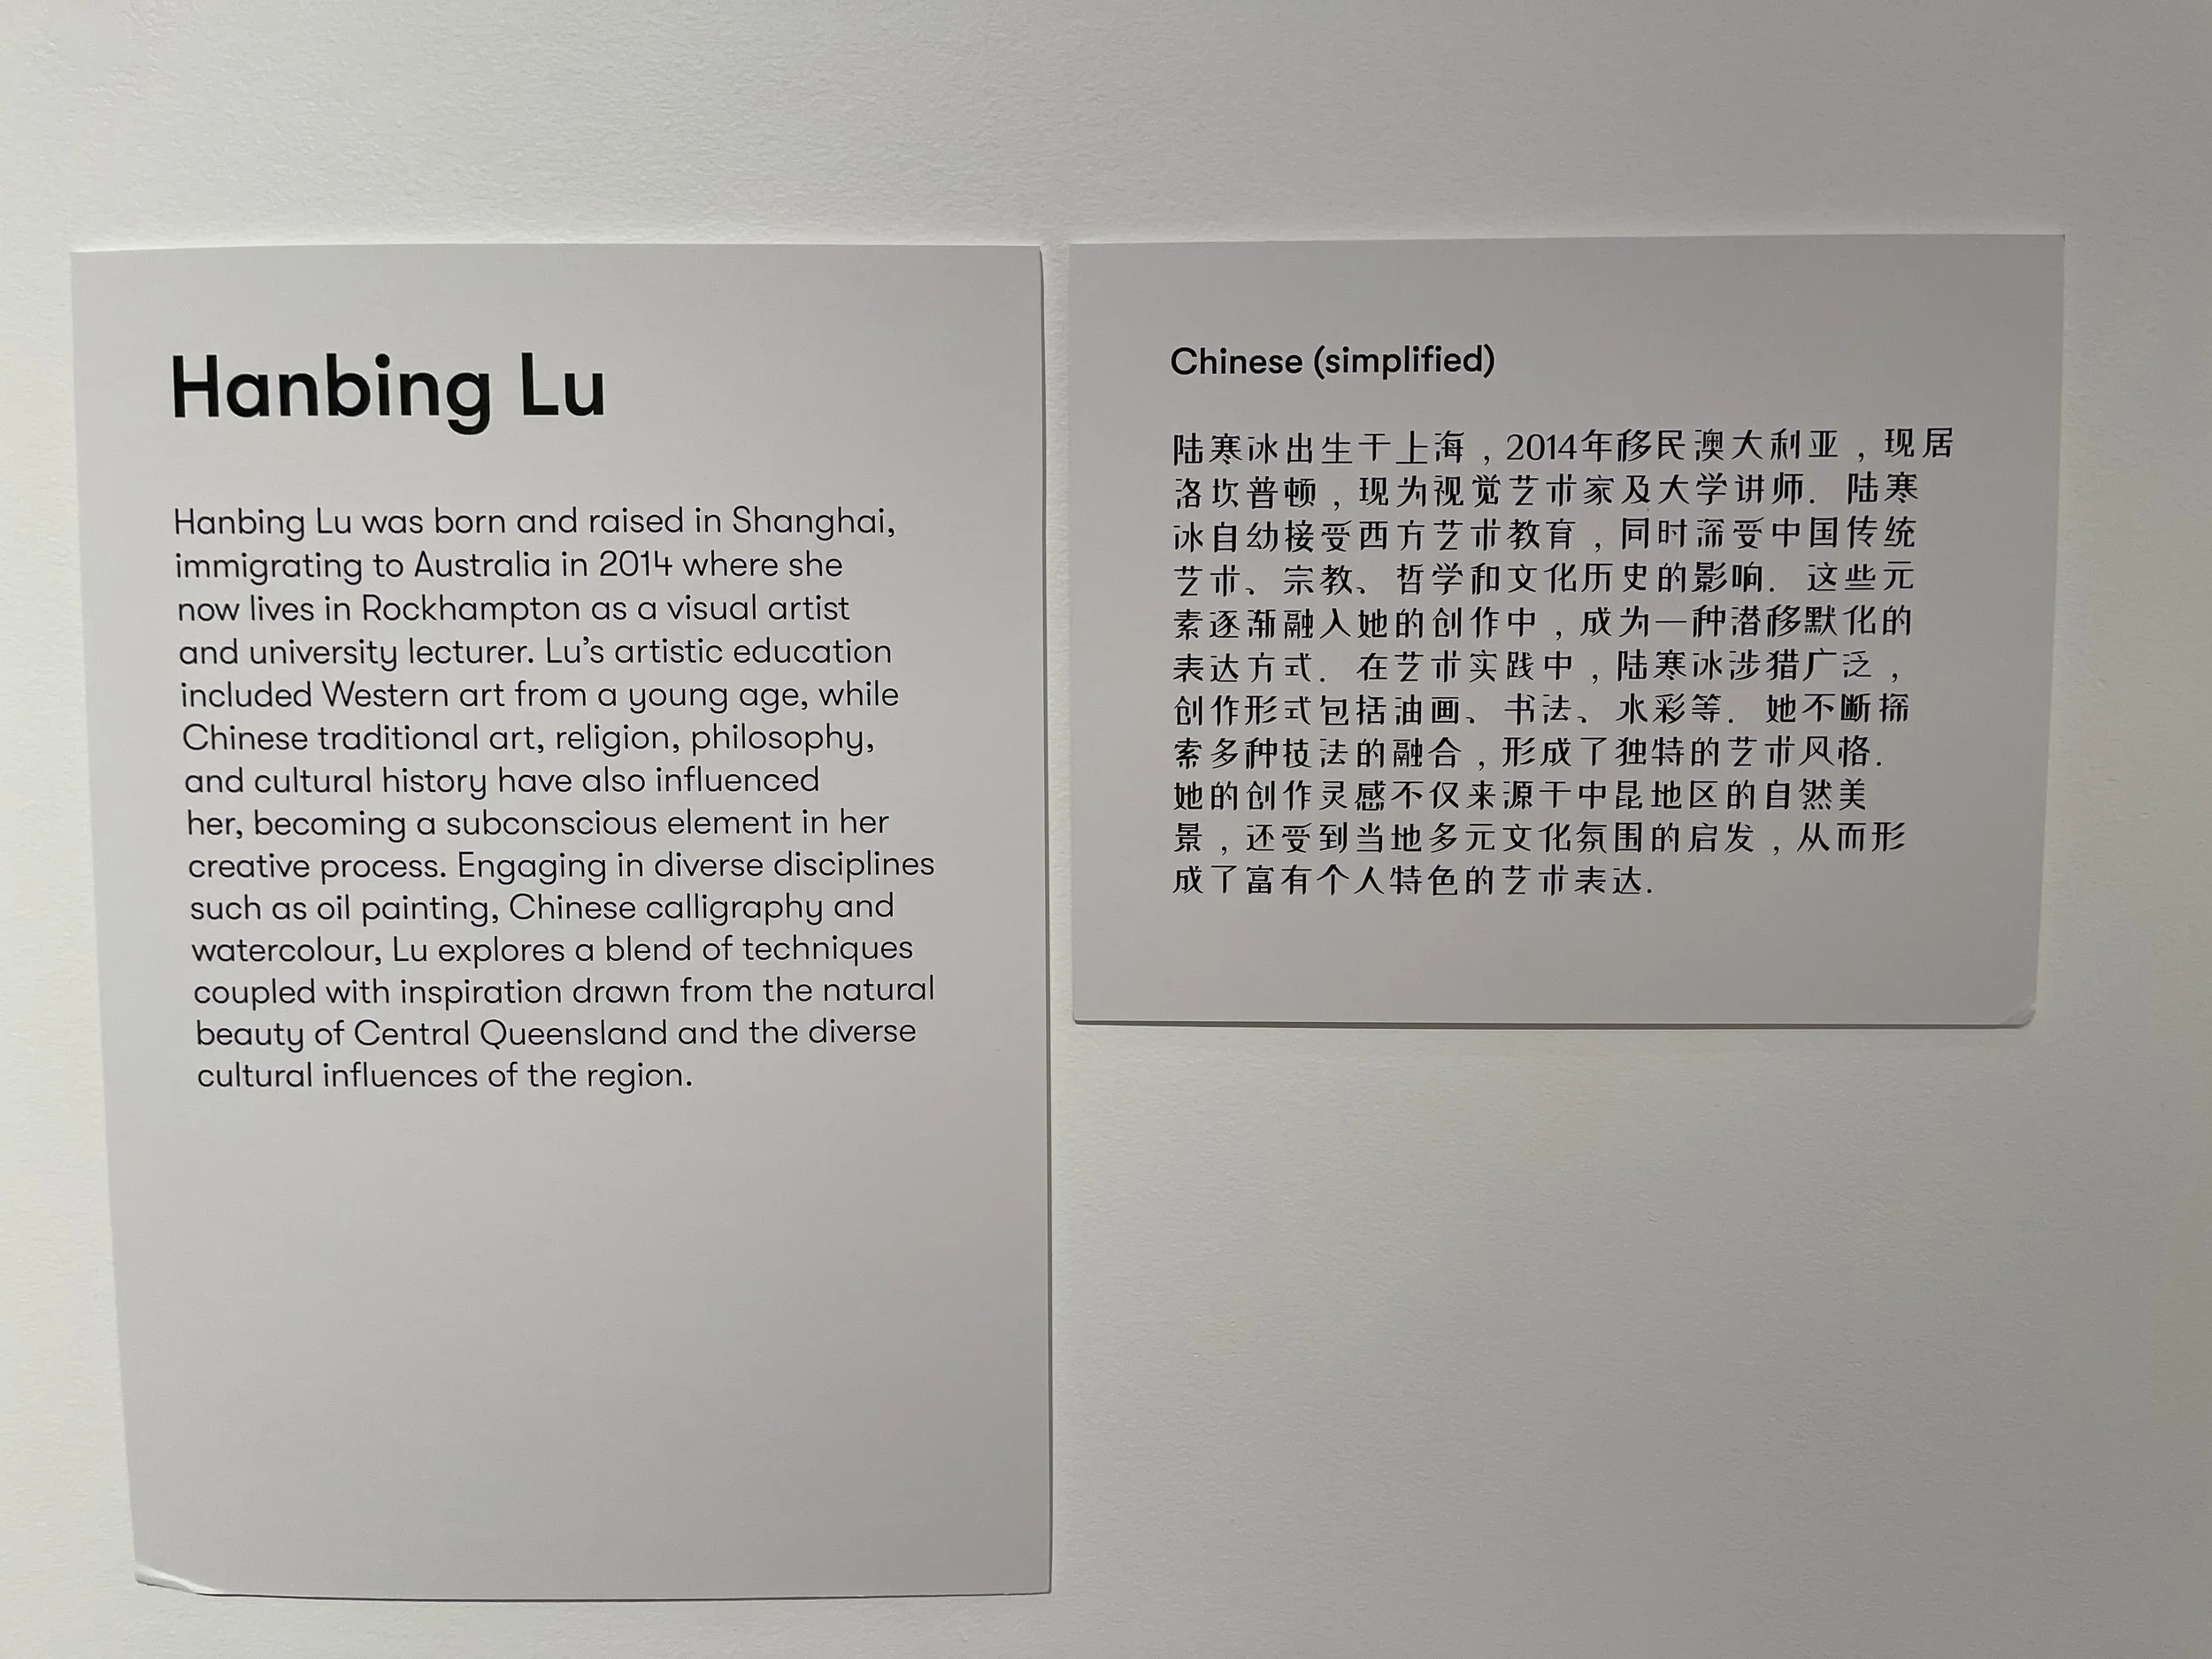 Hanbing Lu
Hanbing Lu was born and raised in Shanghai,
immigrating to Australia in 2014 where she
now lives in Rockhampton as a visual artist
and university lecturer. Lu's artistic education
included Western art from a young age, while
Chinese traditional art, religion, philosophy,
and cultural history have also influenced
her, becoming a subconscious element in her
creative process. Engaging in diverse disciplines
such as oil painting, Chinese calligraphy and
watercolour, Lu explores a blend of techniques
coupled with inspiration drawn from the natural
beauty of Central Queensland and the diverse
cultural influences of the region.
Chinese (simplified)
陆寒冰出生于上海，2014年移民澳大利亚，现居
洛坎普顿，现为视觉艺术家及大学讲师．陆寒
冰自幼接受西方艺术教育，同时深受中国传统
艺术、宗教、哲学和文化历史的影响．这些元
素逐渐融入她的创作中，成为一种潜移默化的
表达方式．在艺术实践中，陆寒冰涉猎广泛，
创作形式包括油画、书法、水彩等．她不断探
索多种技法的融合，形成了独特的艺术风格．
她的创作灵感不仅来源于中昆地区的自然美
景，还受到当地多元文化氛围的启发，从而形
成了富有个人特色的艺术表达．